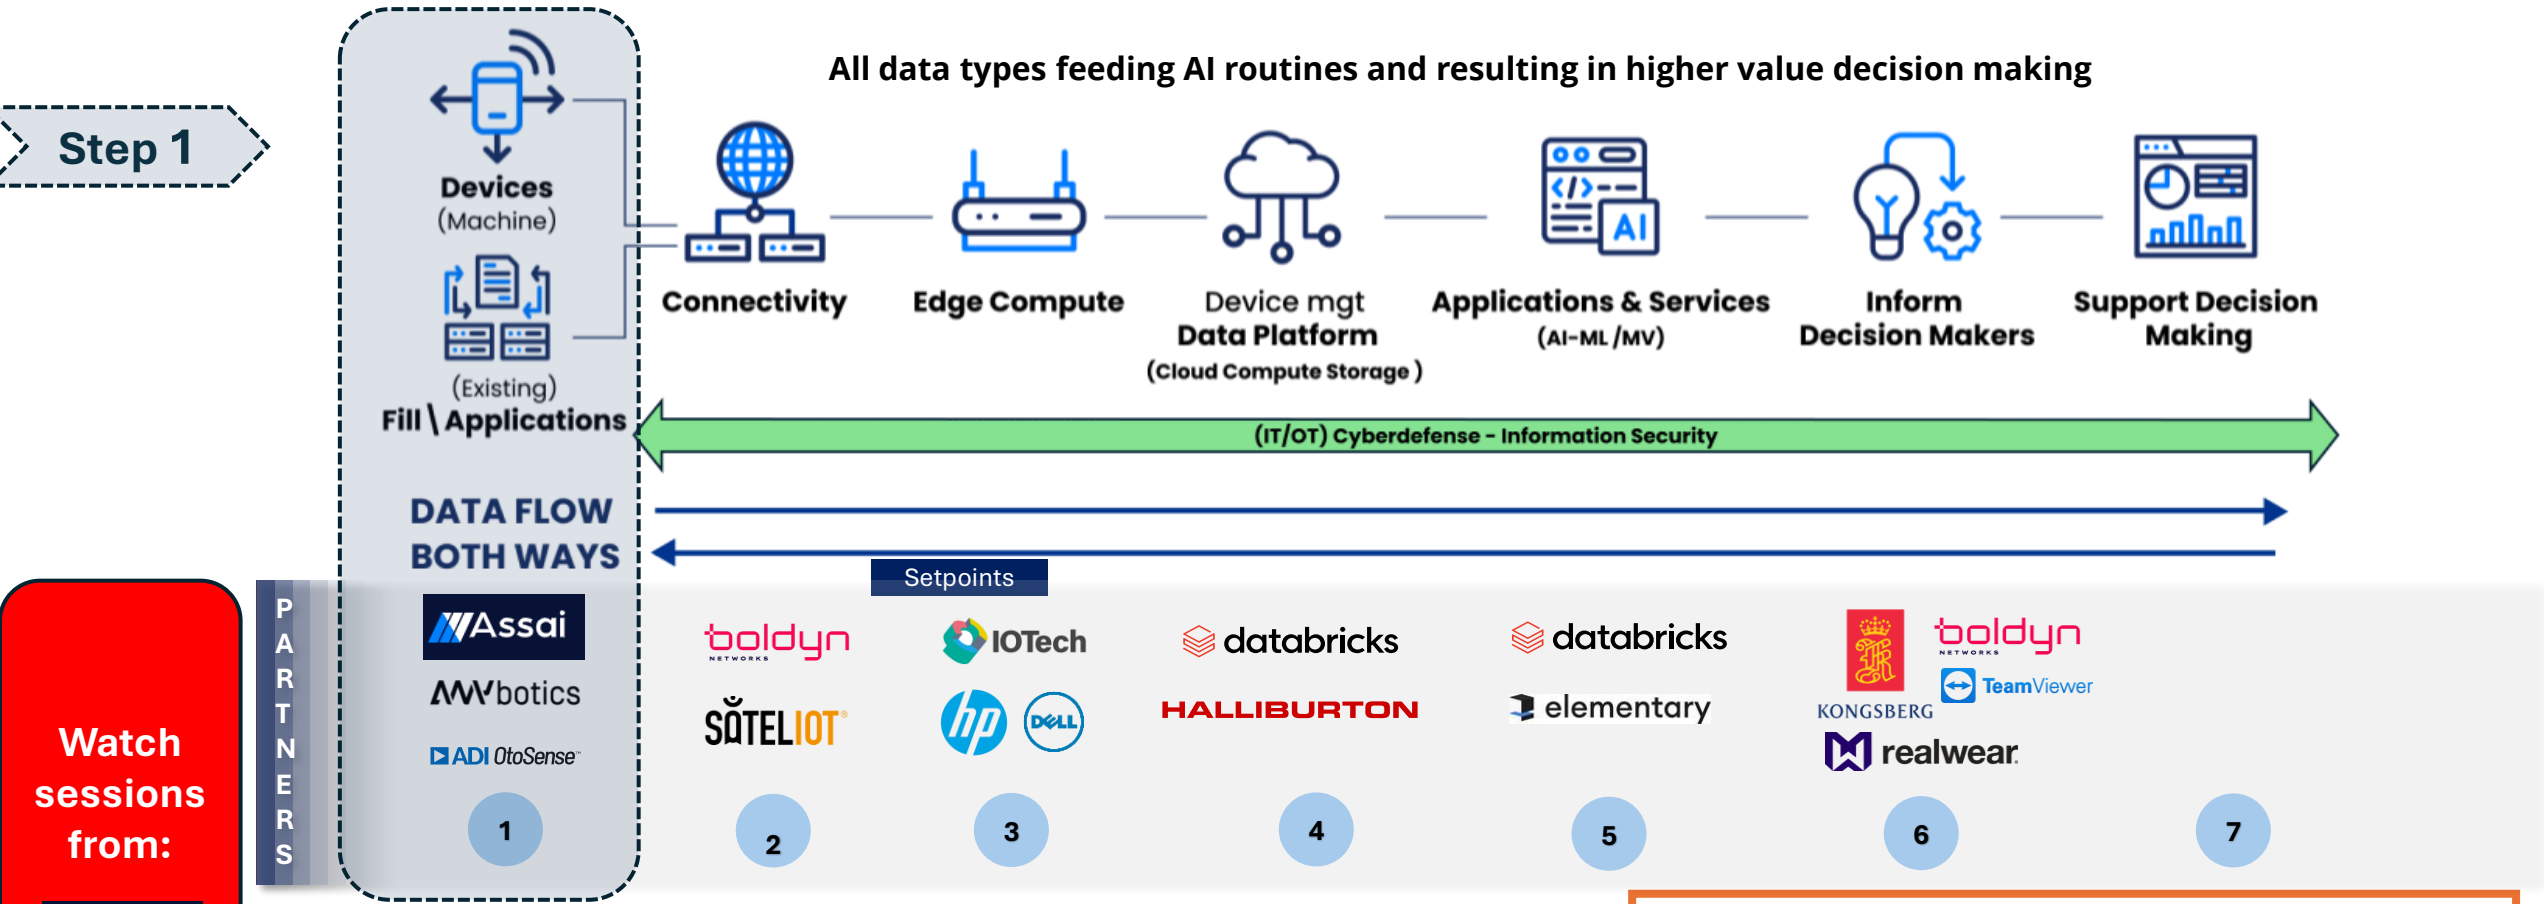 All data types feeding AI routines and resulting in higher value decision making
Step 1
Devices
(Machine)
(Existing)
Fill \ Applications
Connectivity
Edge Compute
Device mgt
Data Platform
(Cloud Compute Storage )
AI
Applications & Services
(AI-ML /MV)
Inform
Decision Makers
Support Decision
Making
(IT/OT) Cyberdefense - Information Security
DATA FLOW
BOTH WAYS
Setpoints
Watch
sessions
from:
PARTNERS
Assai
ANYbotics
ADI OtoSense™
boldyn
NETWORKS
SATELIOT®
IOTech
hp
DELL
databricks
HALLIBURTON
databricks
elementary
KONGSBERG
boldyn
NETWORKS
TeamViewer
realwear.
1
2
3
4
5
6
7